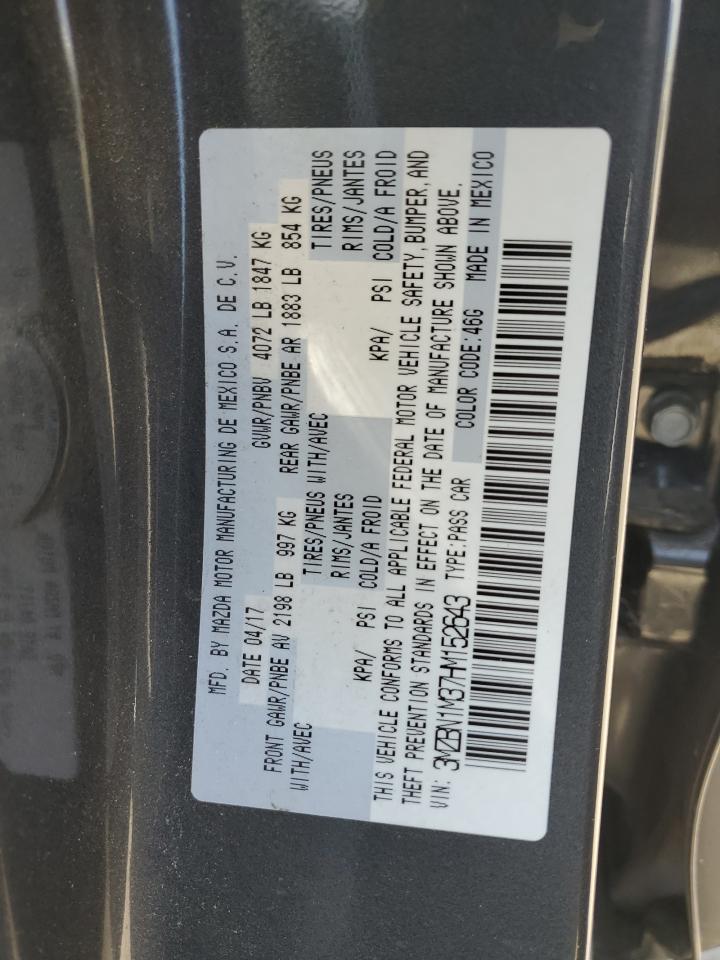 MFD. BY MAZDA MOTOR MANUFACTURING DE MEXICO S.A. DE C.V.
DATE 04/17 GVWR/PNBV 4072 LB 1847 KG
FRONT GAWR/PNBE AV 2198 LB 997 KG REAR GAWR/PNBE AR 1883 LB 854 KG
WITH/AVEC TIRES/PNEUS WITH/AVEC TIRES/PNEUS
RIMS/JANTES RIMS/JANTES
KPA/ PSI COLD/A FROID KPA/ PSI COLD/A FROID
THIS VEHICLE CONFORMS TO ALL APPLICABLE FEDERAL MOTOR VEHICLE SAFETY, BUMPER, AND
THEFT PREVENTION STANDARDS IN EFFECT ON THE DATE OF MANUFACTURE SHOWN ABOVE.
VIN: 3MZBN1M37HM152643 TYPE:PASS CAR COLOR CODE:46G MADE IN MEXICO